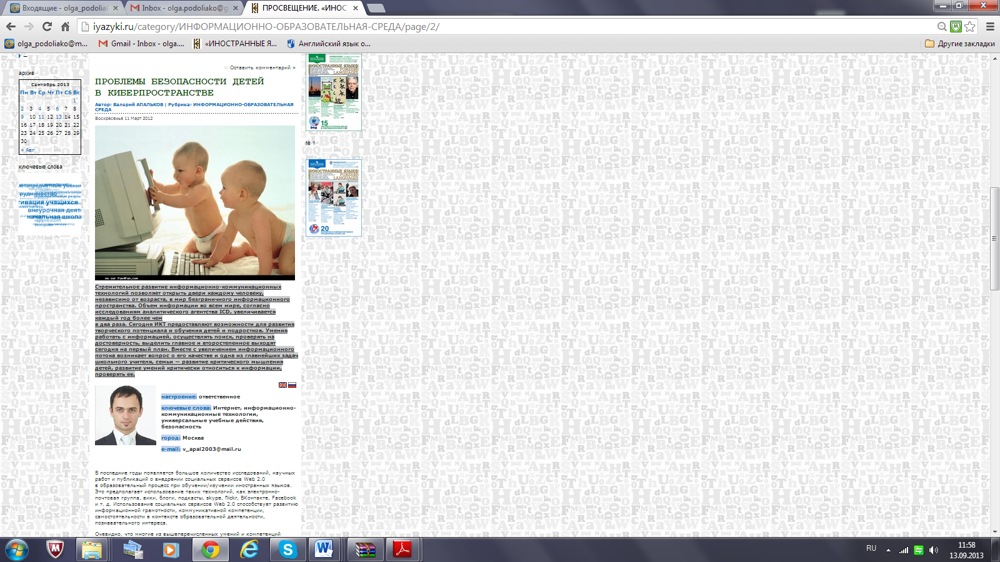 Входящие - olga_podoliak
Inbox - olga.podoliako@g
ПРОСВЕЩЕНИЕ. «ИНОСТ
iyazyki.ru/category/ИНФОРМАЦИОННО-ОБРАЗОВАТЕЛЬНАЯ-СРЕДА/page/2/
olga_podoliako@m...
Gmail - Inbox - olga....
«ИНОСТРАННЫЕ Я...
Английский язык о...
Другие закладки
архив
Сентябрь 2013
Пн Вт Ср Чт Пт Сб Вс
1
2 3 4 5 6 7 8
9 10 11 12 13 14 15
16 17 18 19 20 21 22
23 24 25 26 27 28 29
30
« Авг
ключевые слова
метапредметные умения
рудничество
ивация учащихся
внеурочная деят
начальная школа
Оставить комментарий »
ПРОБЛЕМЫ БЕЗОПАСНОСТИ ДЕТЕЙ
В КИБЕРПРОСТРАНСТВЕ
Автор: Валерий АПАЛЬКОВ | Рубрика: ИНФОРМАЦИОННО-ОБРАЗОВАТЕЛЬНАЯ
СРЕДА
Воскресенье 11 Март 2012
vu sur Fun4Fun.com
Стремительное развитие информационно-коммуникационных
технологий позволяет открыть двери каждому человеку,
независимо от возраста, в мир безграничного информационного
пространства. Объем информации во всем мире, согласно
исследованиям аналитического агентства ICD, увеличивается
каждый год более чем
в два раза. Сегодня ИКТ предоставляют возможности для развития
творческого потенциала и обучения детей и подростков. Умения
работать с информацией, осуществлять поиск, проверять на
достоверность, выделить главное и второстепенное выходят
сегодня на первый план. Вместе с увеличением информационного
потока возникает вопрос о его качестве и одна из главнейших задач
школьного учителя, семьи — развитие критического мышления
детей, развитие умений критически относиться к информации,
проверять ее.
настроение: ответственное
ключевые слова: Интернет, информационно-
коммуникационные технологии,
универсальные учебные действия,
безопасность
город: Москва
e-mail: v_apal2003@mail.ru
В последние годы появляется большое количество исследований, научных
работ и публикаций о внедрении социальных сервисов Web 2.0
в образовательный процесс при обучении/изучении иностранных языков.
Это предполагает использование таких технологий, как электронно-
почтовая группа, вики, блоги, подкасты, skype, flickr, ВКонтакте, Facebook
и т. д. Использование социальных сервисов Web 2.0 способствует развитию
информационной грамотности, коммуникативной компетенции,
самостоятельности в контексте образовательной деятельности,
познавательного интереса.
Очевидно, что многие из вышеперечисленных умений и компетенций
ИНОСТРАННЫЕ ЯЗЫКИ
FOREIGN
LANGUAGES
15
№ 1
ИНОСТРАННЫЕ ЯЗЫКИ
FOREIGN
LANGUAGES
20
RU
11:58
13.09.2013